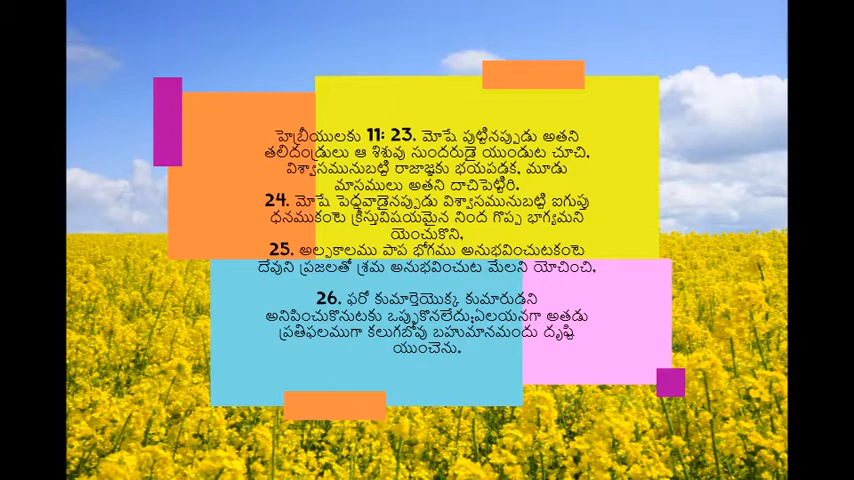 హెబ్రీయులకు 11: 23. మోషే పుట్టినప్పుడు అతని
తలిదండ్రులు ఆ శిశువు సుందరుడై యుండుట చూచి,
విశ్వాసమునుబట్టి రాజాజ్ఞకు భయపడక, మూడు
మాసములు అతని దాచిపెట్టిరి.
24. మోషే పెద్దవాడైనప్పుడు విశ్వాసమునుబట్టి ఐగుప్తు
ధనముకంటె క్రీస్తువిషయమైన నింద గొప్ప భాగ్యమని
యెంచుకొని,
25. అల్పకాలము పాప భోగము అనుభవించుటకంటె
దేవుని ప్రజలతో శ్రమ అనుభవించుట మేలని యోచించి,
26. ఫరో కుమార్తెయొక్క కుమారుడని
అనిపించుకొనుటకు ఒప్పుకొనలేదు;ఏలయనగా అతడు
ప్రతిఫలముగా కలుగబోవు బహుమానమందు దృష్టి
యుంచెను.